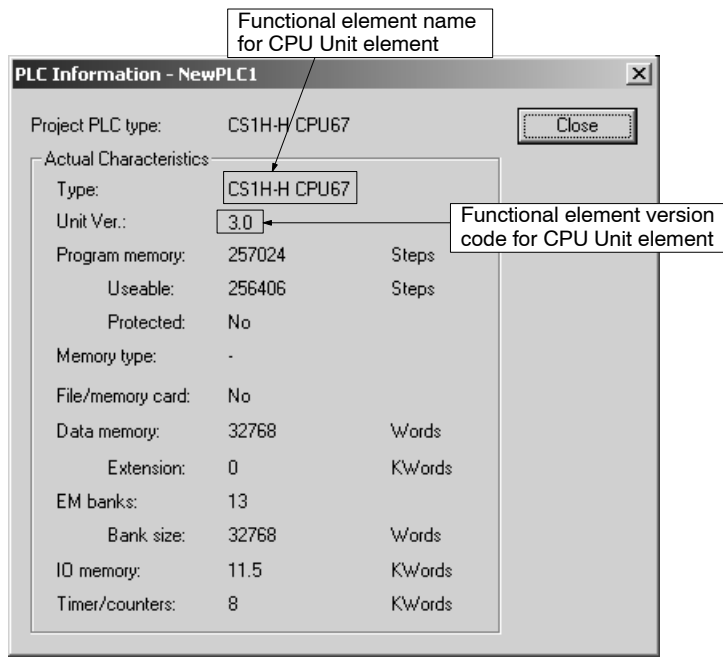 Functional element name
for CPU Unit element
PLC Information - NewPLC1
Project PLC type: CS1H-H CPU67 Close
Actual Characteristics
Type: CS1H-H CPU67
Unit Ver.: 3.0
Functional element version
code for CPU Unit element
Program memory: 257024 Steps
Useable: 256406 Steps
Protected: No
Memory type: -
File/memory card: No
Data memory: 32768 Words
Extension: 0 KWords
EM banks: 13
Bank size: 32768 Words
IO memory: 11.5 KWords
Timer/counters: 8 KWords